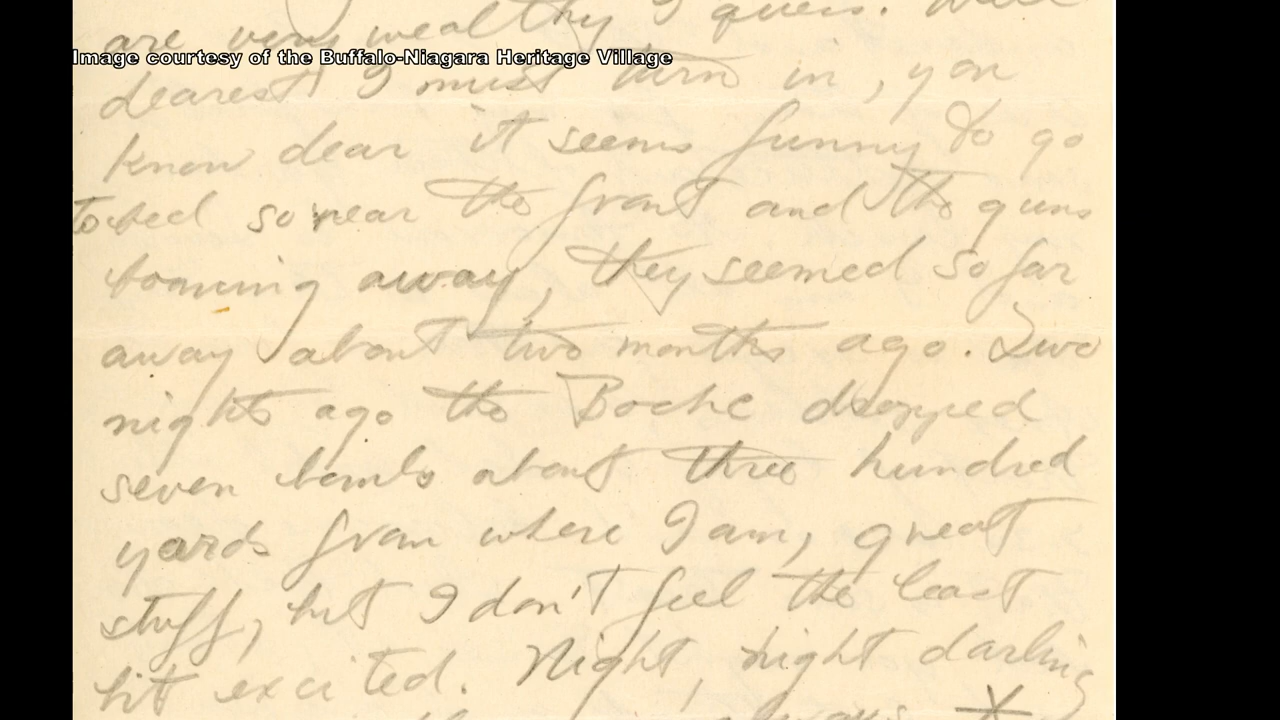 are very wealthy I guess. Well
Image courtesy of the Buffalo-Niagara Heritage Village
dearest I must turn in, you
know dear it seems funny to go
to bed so near the front and the guns
booming away, they seemed so far
away about two months ago. Two
nights ago the Boche dropped
seven bombs about three hundred
yards from where I am, great
stuff, but I don't feel the least
bit excited. Night, night darling
always X